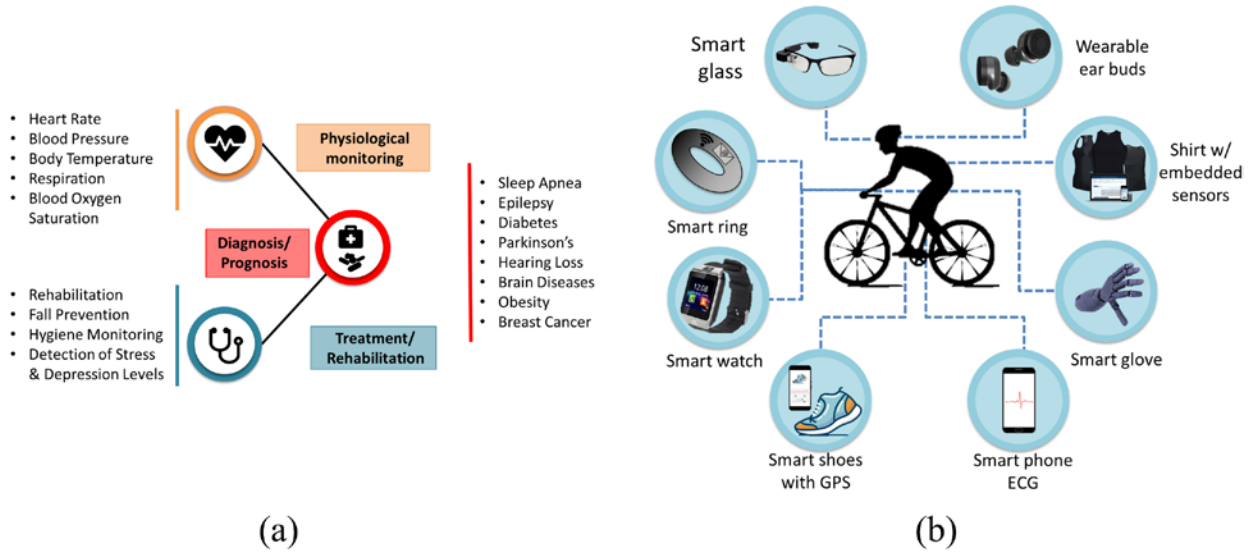 • Heart Rate
• Blood Pressure
• Body Temperature
• Respiration
• Blood Oxygen
Saturation
Physiological
monitoring
Diagnosis/
Prognosis
• Sleep Apnea
• Epilepsy
• Diabetes
• Parkinson's
• Hearing Loss
• Brain Diseases
• Obesity
• Breast Cancer
• Rehabilitation
• Fall Prevention
• Hygiene Monitoring
• Detection of Stress
& Depression Levels
Treatment/
Rehabilitation
(a)
Smart
glass
Wearable
ear buds
Smart ring
Shirt w/
embedded
sensors
Smart watch
Smart glove
Smart shoes
with GPS
Smart phone
ECG
(b)